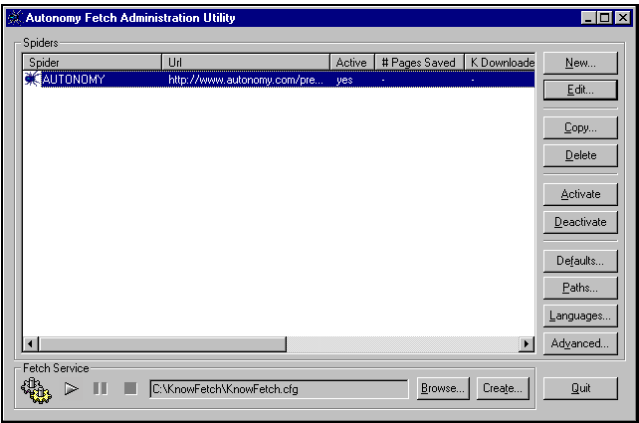 Autonomy Fetch Administration Utility
Spiders
Spider Url Active # Pages Saved K Downloade
AUTONOMY http://www.autonomy.com/pre... yes - -
New...
Edit...
Copy...
Delete
Activate
Deactivate
Defaults...
Paths...
Languages...
Advanced...
Fetch Service
C:\KnowFetch\KnowFetch.cfg Browse... Create... Quit